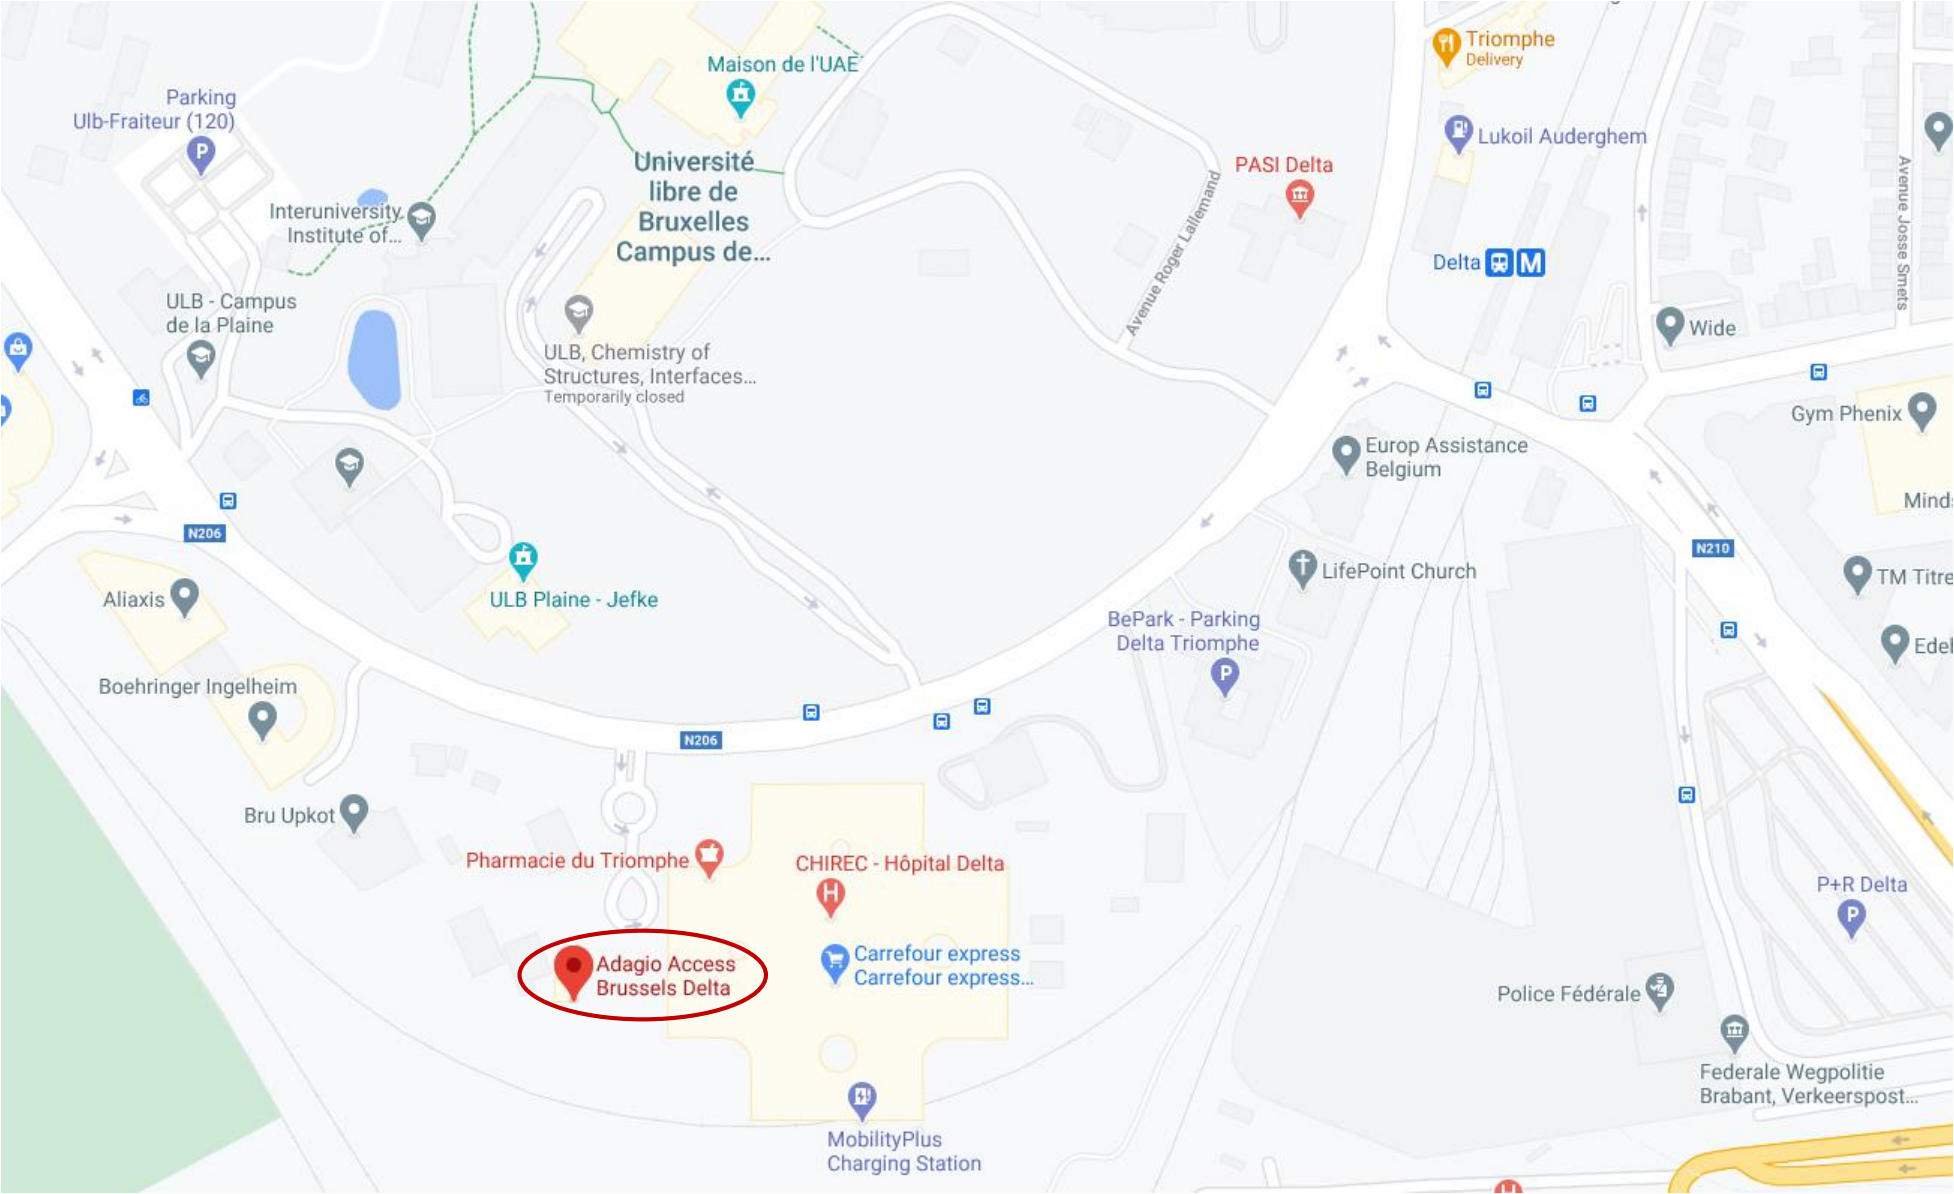 Triomphe
Delivery
Maison de l'UAE
Parking
Ulb-Fraiteur (120)
P
Lukoil Auderghem
Université
libre de
Bruxelles
Campus de...
PASI Delta
Avenue Josse Smets
Interuniversity
Institute of...
Avenue Roger Lallemand
Delta M
ULB - Campus
de la Plaine
Wide
ULB, Chemistry of
Structures, Interfaces...
Temporarily closed
Gym Phenix
Europ Assistance
Belgium
Mind
N206
N210
LifePoint Church
TM Titre
Aliaxis
ULB Plaine - Jefke
BePark - Parking
Delta Triomphe
P
Edel
Boehringer Ingelheim
N206
Bru Upkot
Pharmacie du Triomphe
CHIREC - Hôpital Delta
H
P+R Delta
P
Adagio Access
Brussels Delta
Carrefour express
Carrefour express...
Police Fédérale
Federale Wegpolitie
Brabant, Verkeerspost...
MobilityPlus
Charging Station
H